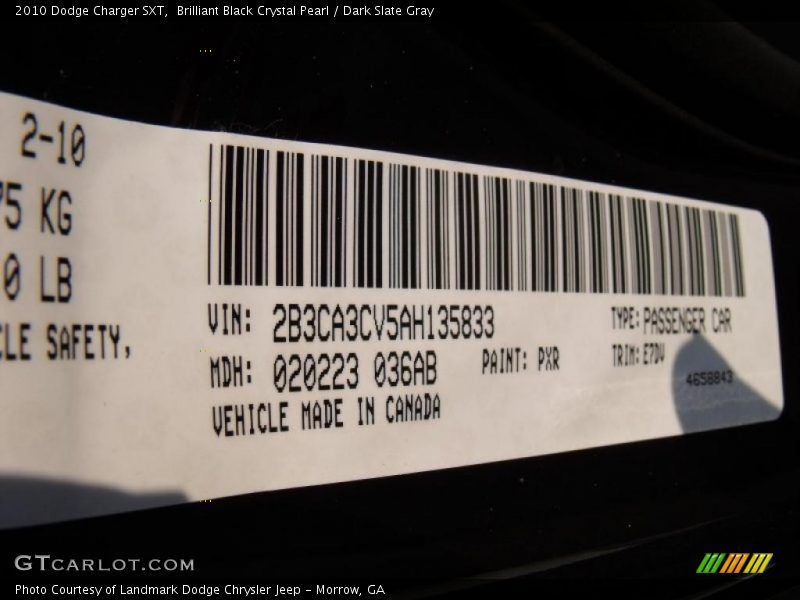 2010 Dodge Charger SXT,  Brilliant Black Crystal Pearl / Dark Slate Gray
2-10
75 KG
0 LB
CLE SAFETY,
VIN: 2B3CA3CV5AH135833
TYPE: PASSENGER CAR
MDH: 020223 036AB
PAINT: PXR
TRIM: E7DV
4658843
VEHICLE MADE IN CANADA
GTCARLOT.COM
Photo Courtesy of Landmark Dodge Chrysler Jeep - Morrow, GA